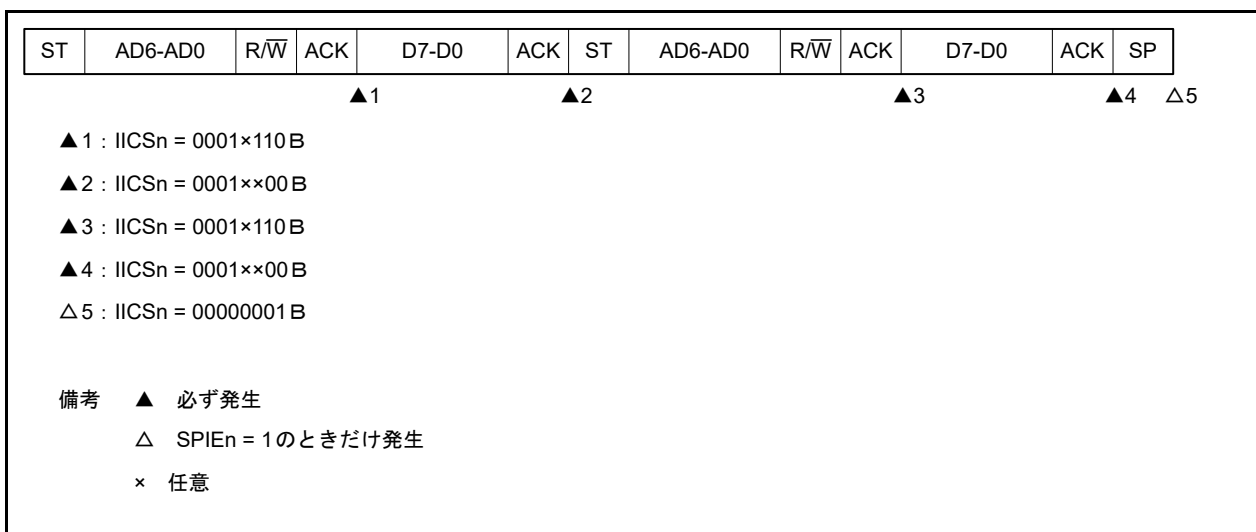 ST AD6-AD0 R/W̅ ACK D7-D0 ACK ST AD6-AD0 R/W̅ ACK D7-D0 ACK SP
▲1 ▲2 ▲3 ▲4 △5
▲1：IICSn = 0001×110B
▲2：IICSn = 0001××00B
▲3：IICSn = 0001×110B
▲4：IICSn = 0001××00B
△5：IICSn = 00000001B
備考 ▲ 必ず発生
△ SPIEn = 1のときだけ発生
× 任意